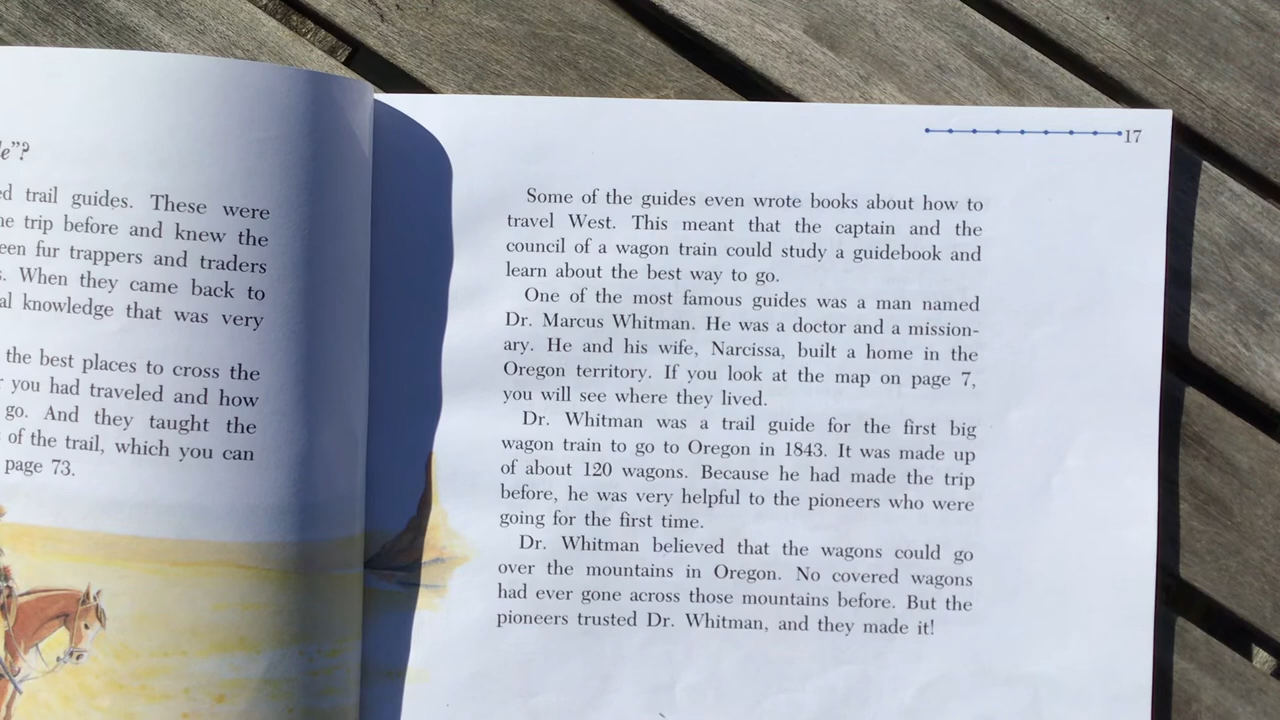 e"?
ed trail guides. These were
he trip before and knew the
een fur trappers and traders
s. When they came back to
al knowledge that was very
the best places to cross the
r you had traveled and how
go. And they taught the
of the trail, which you can
page 73.
17
Some of the guides even wrote books about how to
travel West. This meant that the captain and the
council of a wagon train could study a guidebook and
learn about the best way to go.
One of the most famous guides was a man named
Dr. Marcus Whitman. He was a doctor and a mission-
ary. He and his wife, Narcissa, built a home in the
Oregon territory. If you look at the map on page 7,
you will see where they lived.
Dr. Whitman was a trail guide for the first big
wagon train to go to Oregon in 1843. It was made up
of about 120 wagons. Because he had made the trip
before, he was very helpful to the pioneers who were
going for the first time.
Dr. Whitman believed that the wagons could go
over the mountains in Oregon. No covered wagons
had ever gone across those mountains before. But the
pioneers trusted Dr. Whitman, and they made it!